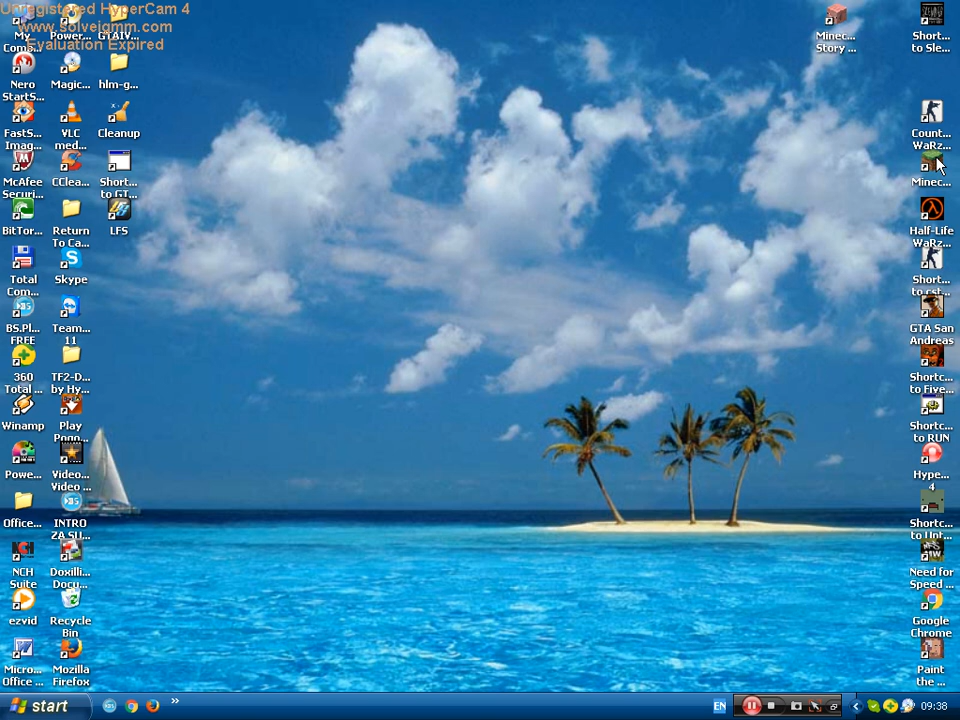 Unregistered HyperCam 4
www.solveigmm.com
Evaluation Expired
My
Comp...
Power...
GTAIV...
Minec...
Story ...
Short...
to Sle...
Nero
StartS...
Magic...
hlm-g...
FastS...
Imag...
VLC
med...
Cleanup
Count...
WaRz...
McAfee
Securi...
CClea...
Short...
to GT...
Minec...
BitTor...
Return
To Ca...
LFS
Half-Life
WaRz...
Total
Com...
Skype
Short...
to cst...
BS.Pl...
FREE
Team...
11
GTA San
Andreas
360
Total ...
TF2-D...
by Hy...
Shortc...
to Five...
Winamp
Play
Pogo...
Shortc...
to RUN
Powe...
Video...
Video ...
Hype...
4
Office...
INTRO
ZA SU...
Shortc...
to Unt...
NCH
Suite
Doxilli...
Docu...
Need for
Speed ...
ezvid
Recycle
Bin
Google
Chrome
Micro...
Office ...
Mozilla
Firefox
Paint
the ...
start
EN
09:38